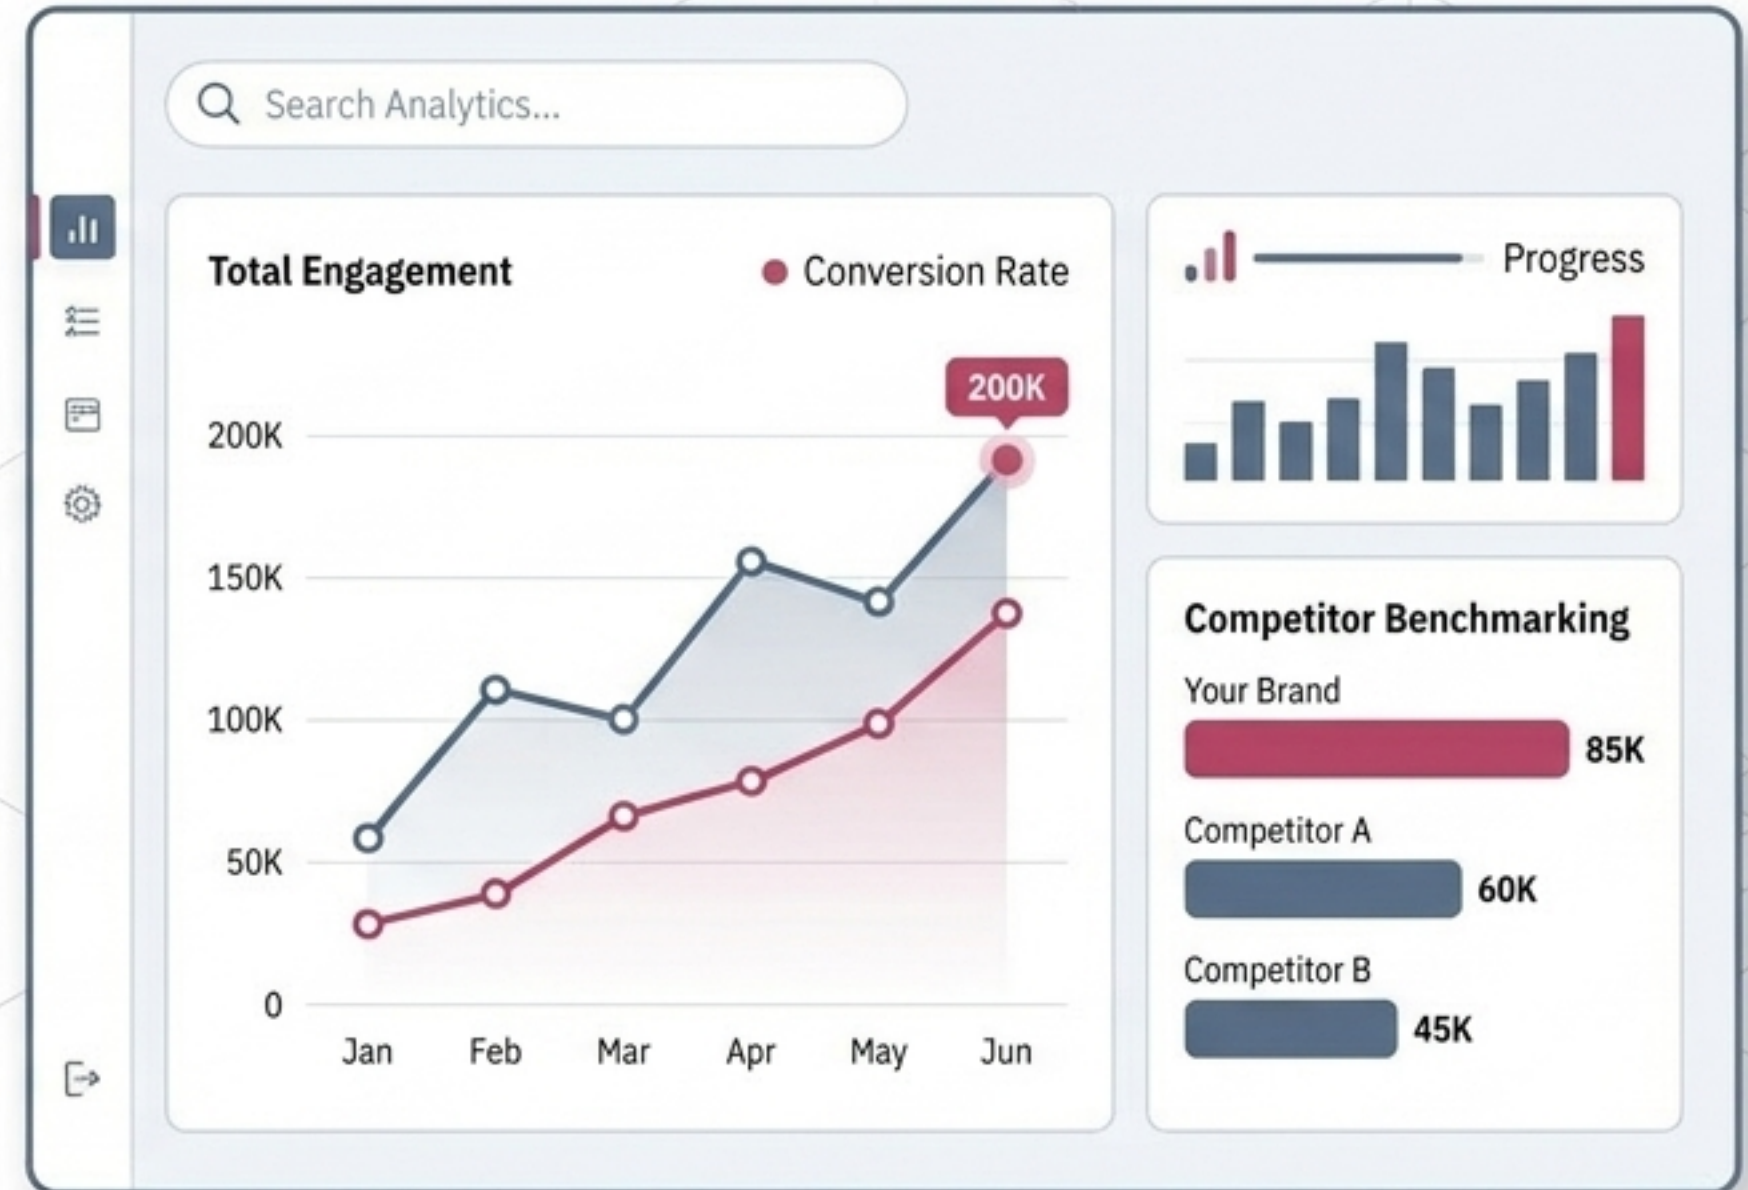 Search Analytics...
Total Engagement
Conversion Rate
200K
200K
150K
100K
50K
0
Jan Feb Mar Apr May Jun
Progress
Competitor Benchmarking
Your Brand
85K
Competitor A
60K
Competitor B
45K